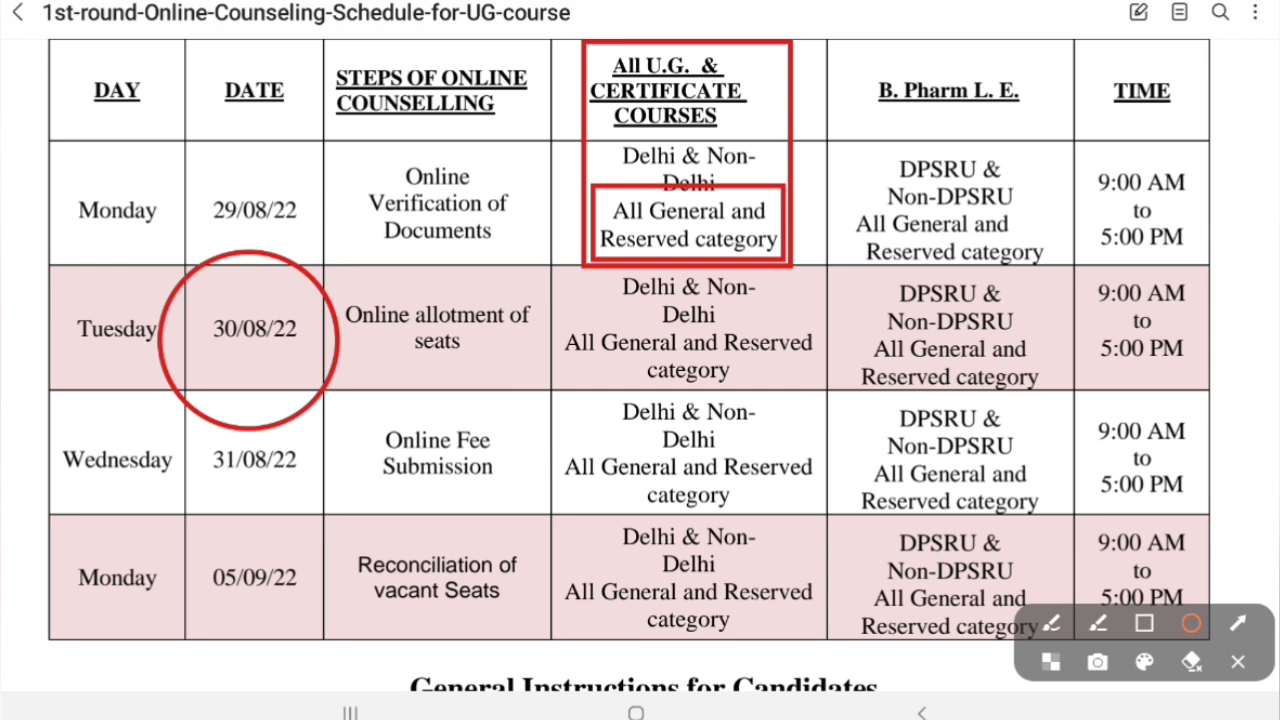 1st-round-Online-Counseling-Schedule-for-UG-course
DAY
DATE
STEPS OF ONLINE
COUNSELLING
All U.G. &
CERTIFICATE
COURSES
B. Pharm L. E.
TIME
Monday
29/08/22
Online
Verification of
Documents
Delhi & Non-
Delhi
All General and
Reserved category
DPSRU &
Non-DPSRU
All General and
Reserved category
9:00 AM
to
5:00 PM
Tuesday
30/08/22
Online allotment of
seats
Delhi & Non-
Delhi
All General and Reserved
category
DPSRU &
Non-DPSRU
All General and
Reserved category
9:00 AM
to
5:00 PM
Wednesday
31/08/22
Online Fee
Submission
Delhi & Non-
Delhi
All General and Reserved
category
DPSRU &
Non-DPSRU
All General and
Reserved category
9:00 AM
to
5:00 PM
Monday
05/09/22
Reconciliation of
vacant Seats
Delhi & Non-
Delhi
All General and Reserved
category
DPSRU &
Non-DPSRU
All General and
Reserved category
9:00 AM
to
5:00 PM
General Instructions for Candidates